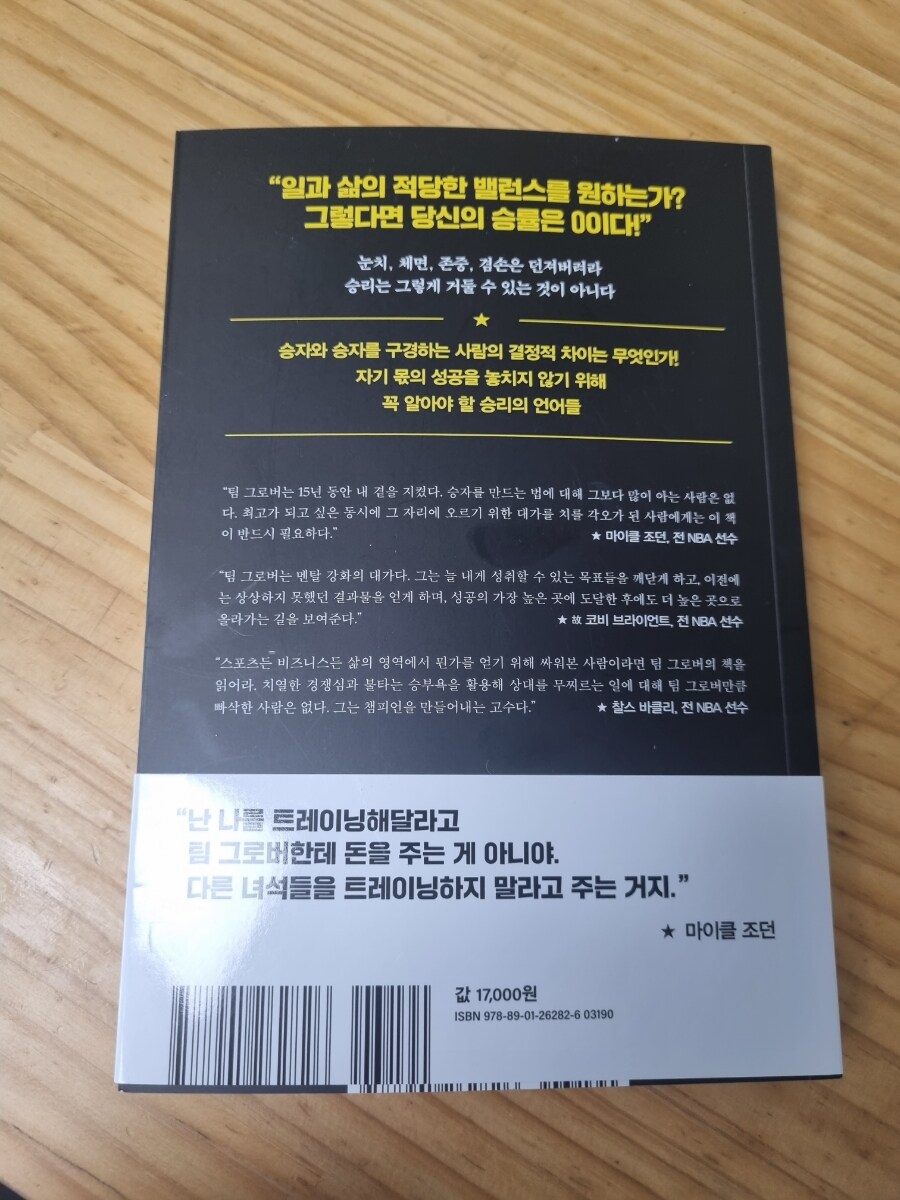 “일과 삶의 적당한 밸런스를 원하는가?
그렇다면 당신의 승률은 0이다!”
눈치, 체면, 존중, 겸손은 던져버려라
승리는 그렇게 거둘 수 있는 것이 아니다
★
승자와 승자를 구경하는 사람의 결정적 차이는 무엇인가!
자기 몫의 성공을 놓치지 않기 위해
꼭 알아야 할 승리의 언어들
“팀 그로버는 15년 동안 내 곁을 지켰다. 승자를 만드는 법에 대해 그보다 많이 아는 사람은 없
다. 최고가 되고 싶은 동시에 그 자리에 오르기 위한 대가를 치를 각오가 된 사람에게는 이 책
이 반드시 필요하다.” ★ 마이클 조던, 전 NBA 선수
“팀 그로버는 멘탈 강화의 대가다. 그는 늘 내게 성취할 수 있는 목표들을 깨닫게 하고, 이전에
는 상상하지 못했던 결과물을 얻게 하며, 성공의 가장 높은 곳에 도달한 후에도 더 높은 곳으로
올라가는 길을 보여준다.” ★ 故 코비 브라이언트, 전 NBA 선수
“스포츠든 비즈니스든 삶의 영역에서 뭔가를 얻기 위해 싸워본 사람이라면 팀 그로버의 책을
읽어라. 치열한 경쟁심과 불타는 승부욕을 활용해 상대를 무찌르는 일에 대해 팀 그로버만큼
빠삭한 사람은 없다. 그는 챔피언을 만들어내는 고수다.” ★ 찰스 바클리, 전 NBA 선수
“난 나를 트레이닝해달라고
팀 그로버한테 돈을 주는 게 아니야.
다른 녀석들을 트레이닝하지 말라고 주는 거지.”
★ 마이클 조던
값 17,000원
ISBN 978-89-01-26282-6 03190